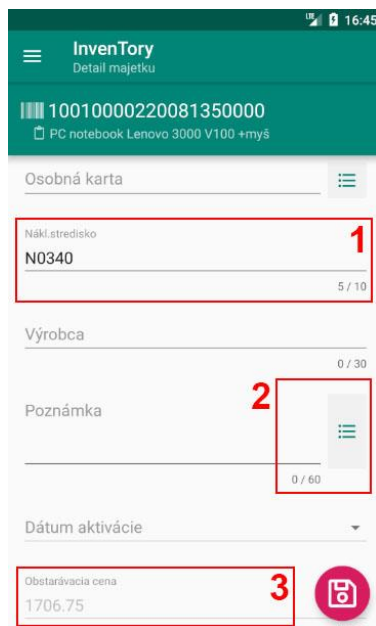 16:45
InvenTory
Detail majetku
10010000220081350000
PC notebook Lenovo 3000 V100 +myš
Osobná karta
1
Nákl.stredisko
N0340
5 / 10
Výrobca
0 / 30
2
Poznámka
0 / 60
Dátum aktivácie
Obstarávacia cena
3
1706.75